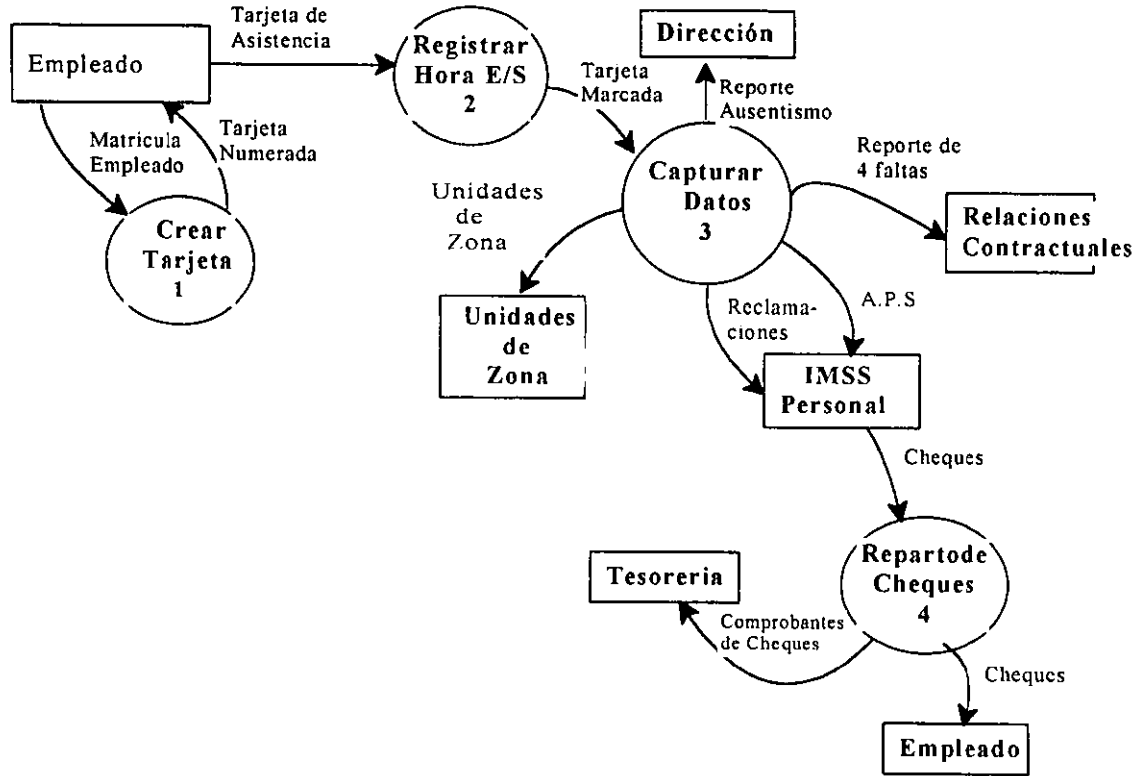 Tarjeta de
Asistencia
Empleado
Registrar
Hora E/S
2
Dirección
Tarjeta
Marcada
Reporte
Ausentismo
Matricula
Empleado
Tarjeta
Numerada
Reporte de
4 faltas
Capturar
Datos
3
Unidades
de
Zona
Relaciones
Contractuales
Crear
Tarjeta
1
Unidades
de
Zona
Reclama-
ciones
A.P.S
IMSS
Personal
Cheques
Repartode
Cheques
4
Tesoreria
Comprobantes
de Cheques
Cheques
Empleado